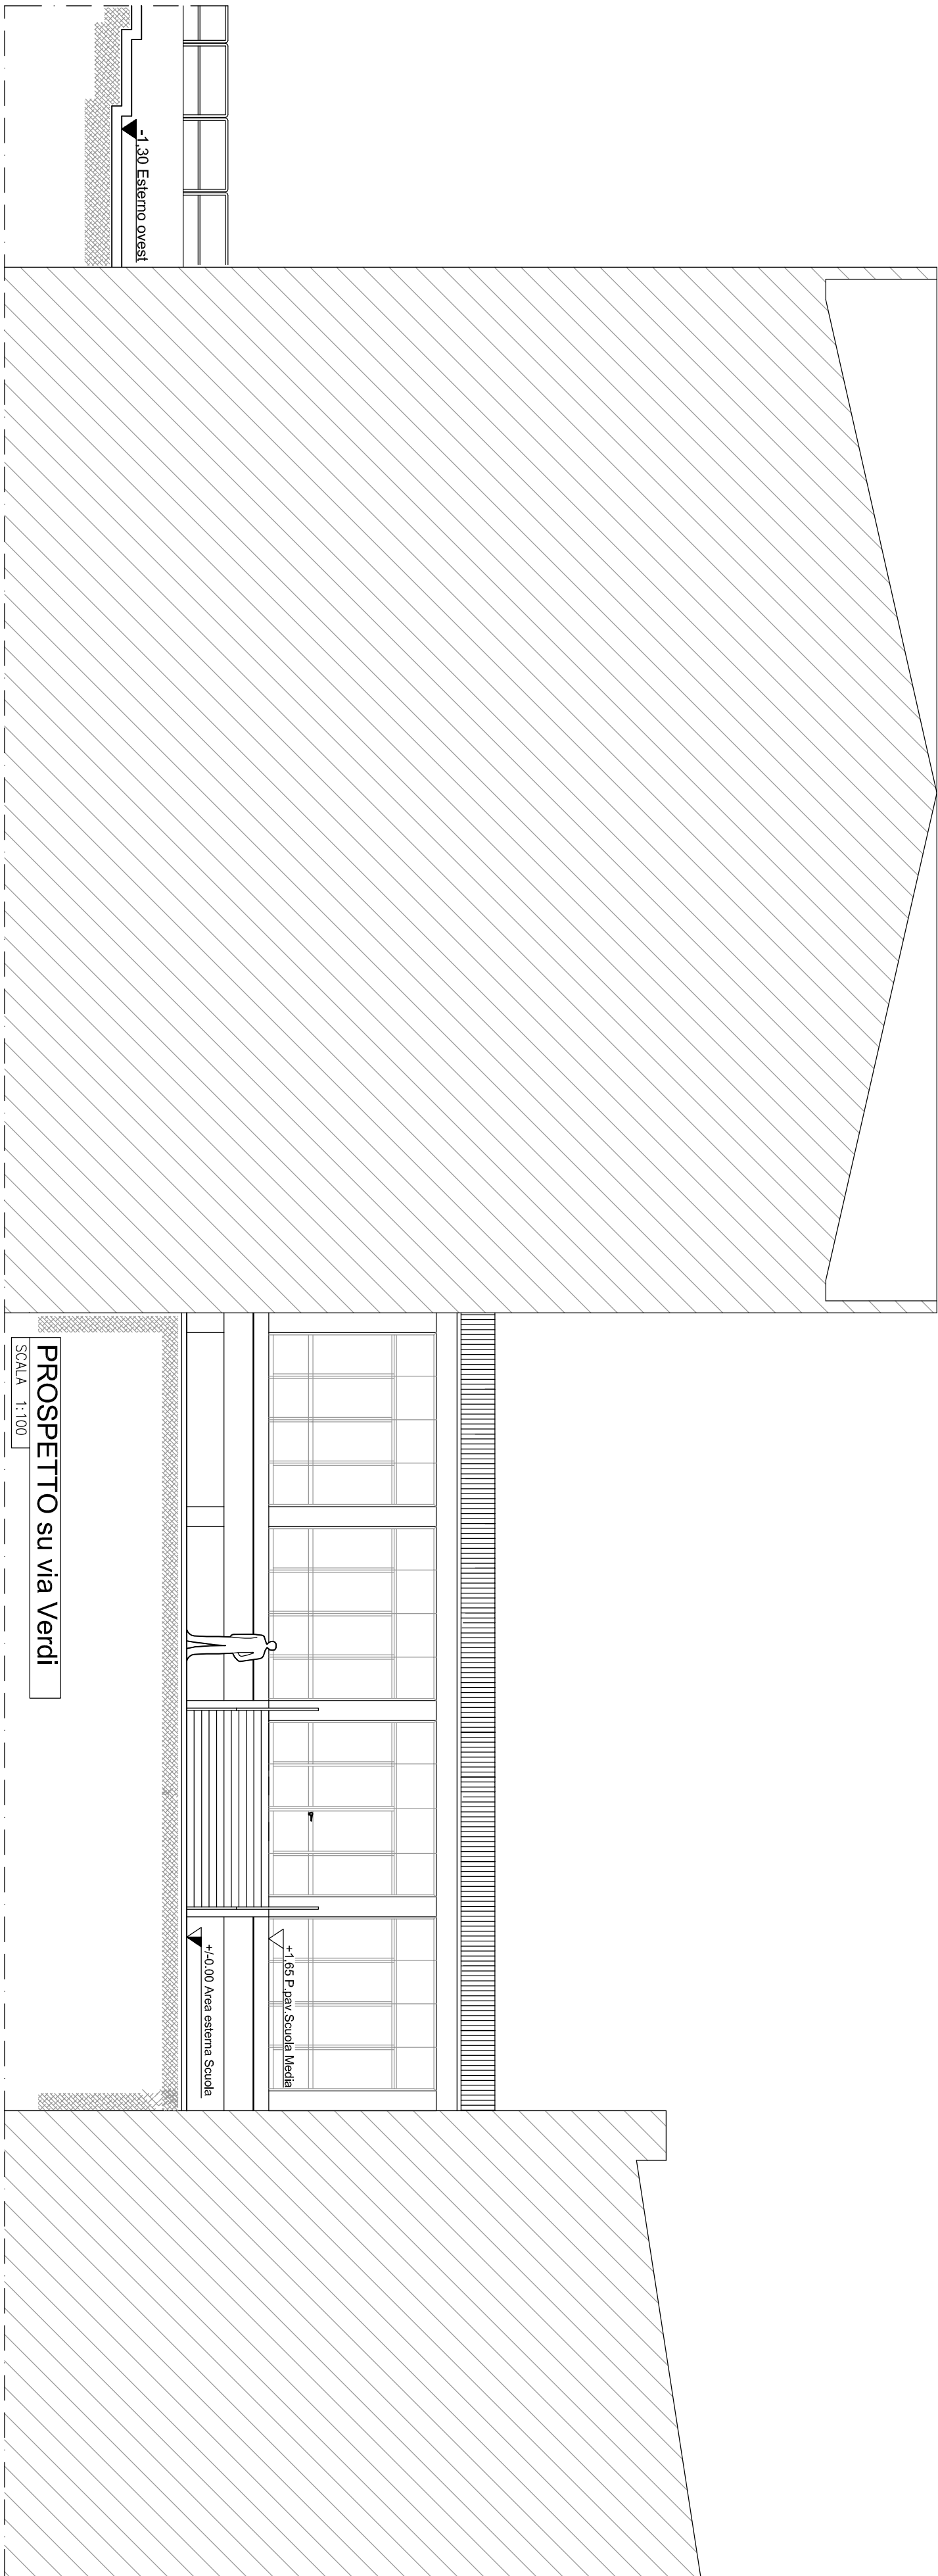 -1,30 Esterno ovest
+1,65 P.pav.Scuola Media
+/-0.00 Area esterna Scuola
PROSPETTO su via Verdi
SCALA 1:100